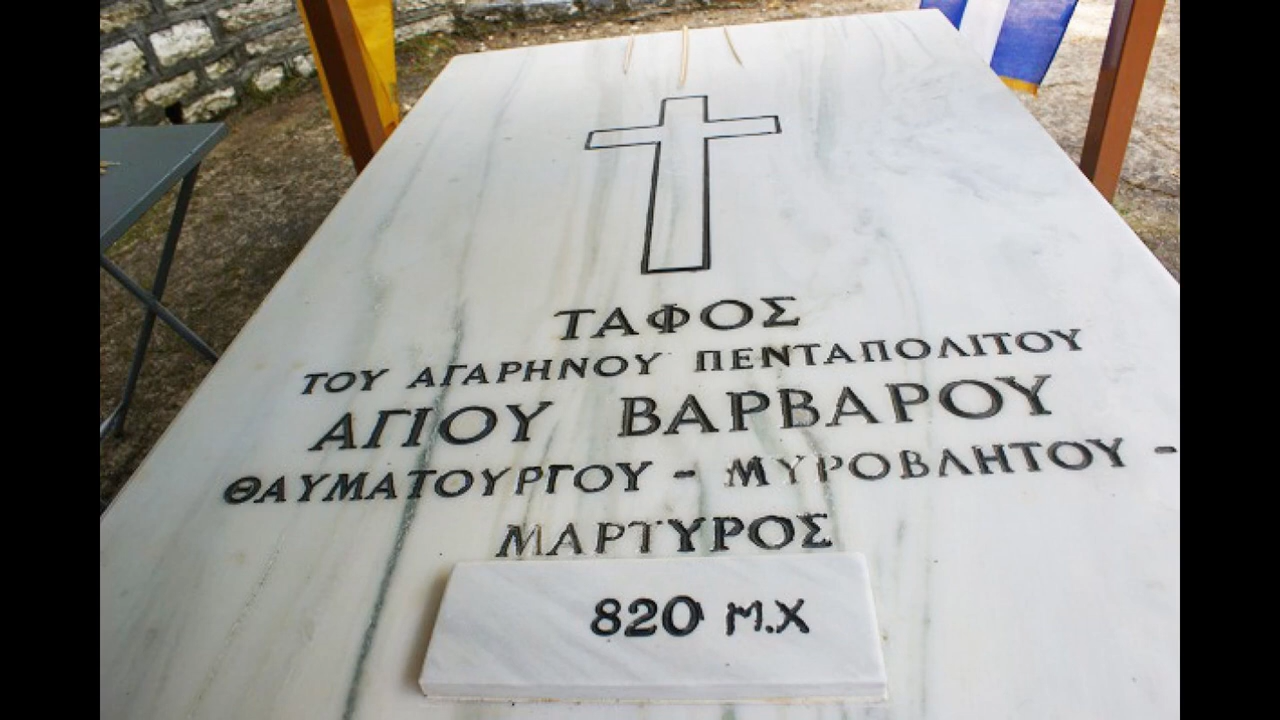 ΤΑΦΟΣ
ΤΟΥ ΑΓΑΡΗΝΟΥ ΠΕΝΤΑΠΟΛΙΤΟΥ
ΑΓΙΟΥ ΒΑΡΒΑΡΟΥ
ΘΑΥΜΑΤΟΥΡΓΟΥ - ΜΥΡΟΒΛΗΤΟΥ -
ΜΑΡΤΥΡΟΣ
820 Μ.Χ